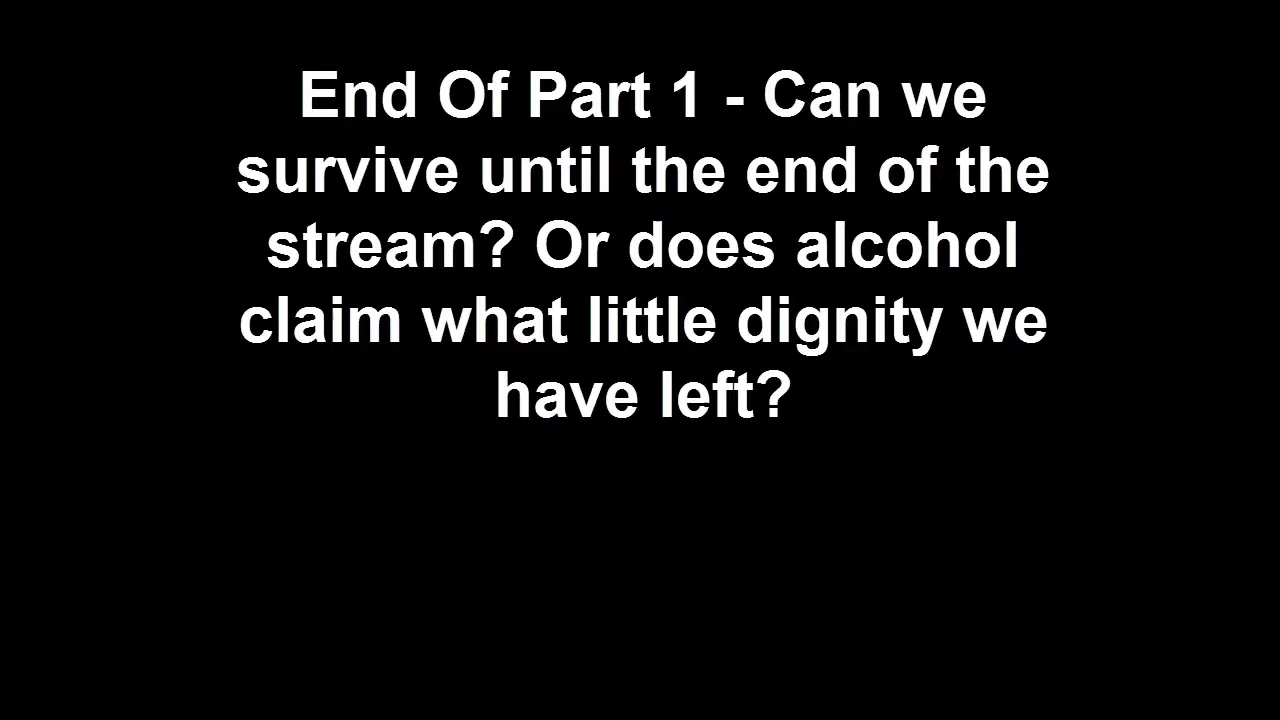 End Of Part 1 - Can we
survive until the end of the
stream? Or does alcohol
claim what little dignity we
have left?